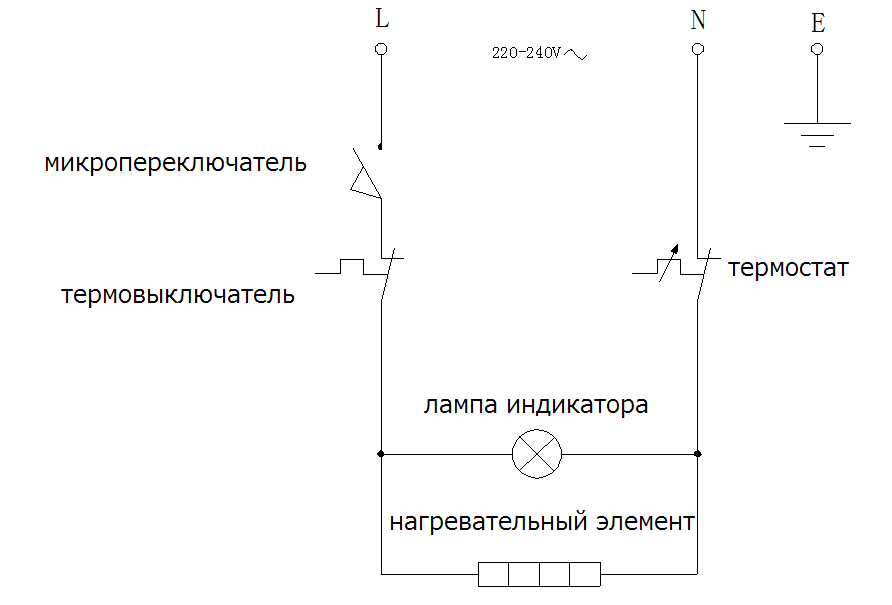 L
N
E
220-240V
микропереключатель
термовыключатель
термостат
лампа индикатора
нагревательный элемент